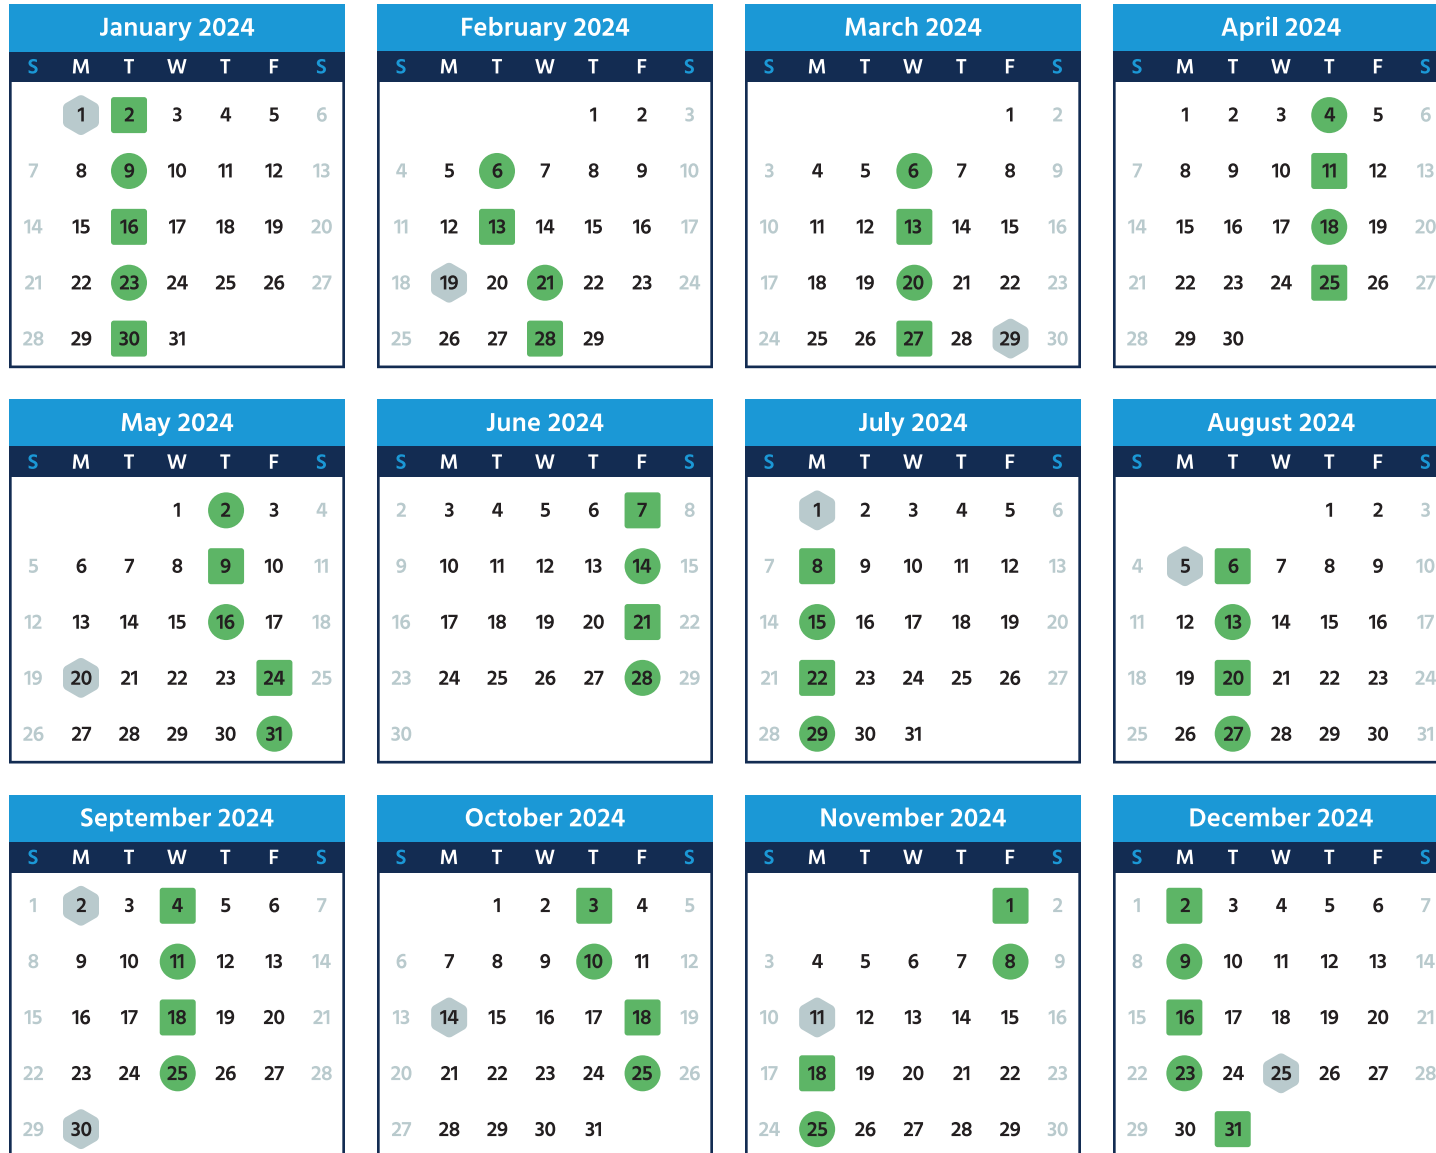 January 2024
S M T W T F S
1 2 3 4 5 6
7 8 9 10 11 12 13
14 15 16 17 18 19 20
21 22 23 24 25 26 27
28 29 30 31
February 2024
S M T W T F S
1 2 3
4 5 6 7 8 9 10
11 12 13 14 15 16 17
18 19 20 21 22 23 24
25 26 27 28 29
March 2024
S M T W T F S
1 2
3 4 5 6 7 8 9
10 11 12 13 14 15 16
17 18 19 20 21 22 23
24 25 26 27 28 29 30
April 2024
S M T W T F S
1 2 3 4 5 6
7 8 9 10 11 12 13
14 15 16 17 18 19 20
21 22 23 24 25 26 27
28 29 30
May 2024
S M T W T F S
1 2 3 4
5 6 7 8 9 10 11
12 13 14 15 16 17 18
19 20 21 22 23 24 25
26 27 28 29 30 31
June 2024
S M T W T F S
2 3 4 5 6 7 8
9 10 11 12 13 14 15
16 17 18 19 20 21 22
23 24 25 26 27 28 29
30
July 2024
S M T W T F S
1 2 3 4 5 6
7 8 9 10 11 12 13
14 15 16 17 18 19 20
21 22 23 24 25 26 27
28 29 30 31
August 2024
S M T W T F S
1 2 3
4 5 6 7 8 9 10
11 12 13 14 15 16 17
18 19 20 21 22 23 24
25 26 27 28 29 30 31
September 2024
S M T W T F S
1 2 3 4 5 6 7
8 9 10 11 12 13 14
15 16 17 18 19 20 21
22 23 24 25 26 27 28
29 30
October 2024
S M T W T F S
1 2 3 4 5
6 7 8 9 10 11 12
13 14 15 16 17 18 19
20 21 22 23 24 25 26
27 28 29 30 31
November 2024
S M T W T F S
1 2
3 4 5 6 7 8 9
10 11 12 13 14 15 16
17 18 19 20 21 22 23
24 25 26 27 28 29 30
December 2024
S M T W T F S
1 2 3 4 5 6 7
8 9 10 11 12 13 14
15 16 17 18 19 20 21
22 23 24 25 26 27 28
29 30 31